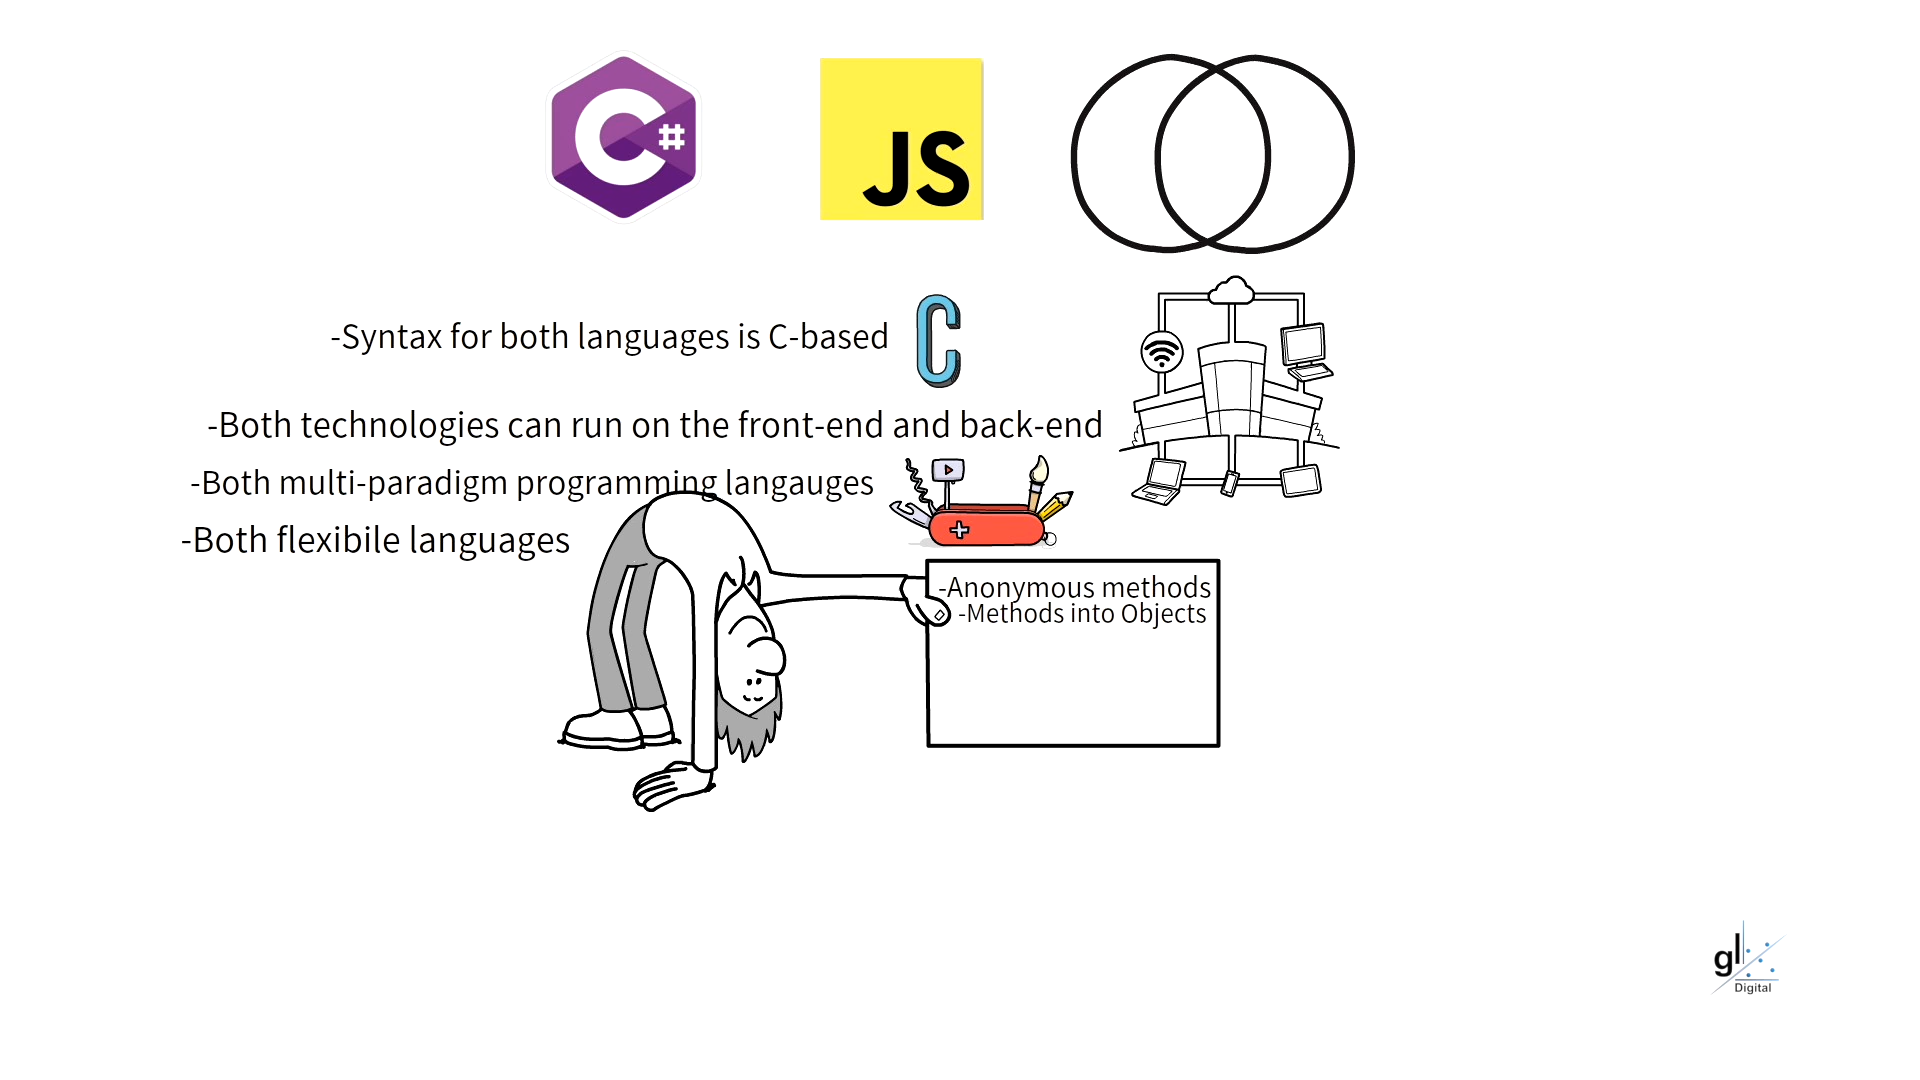 C#
JS
-Syntax for both languages is C-based
C
-Both technologies can run on the front-end and back-end
-Both multi-paradigm programming langauges
-Both flexibile languages
-Anonymous methods
-Methods into Objects
gl
Digital